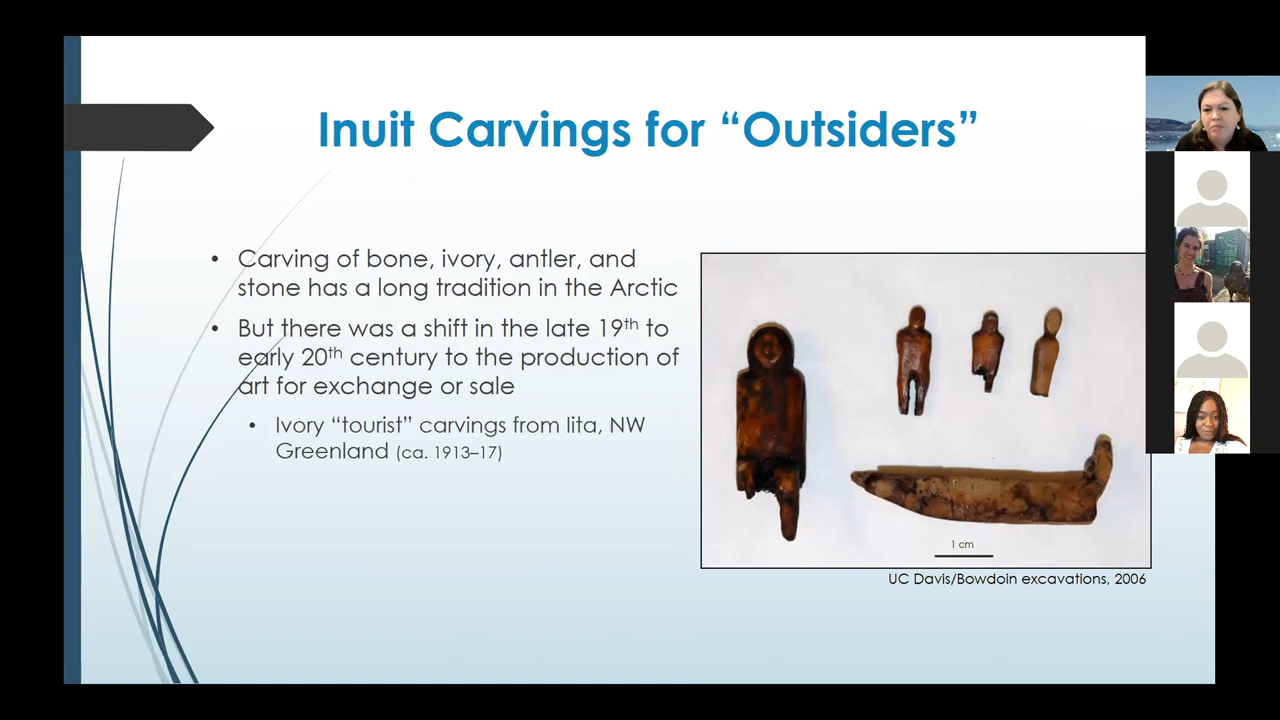 Inuit Carvings for “Outsiders”
• Carving of bone, ivory, antler, and
stone has a long tradition in the Arctic
• But there was a shift in the late 19th to
early 20th century to the production of
art for exchange or sale
• Ivory “tourist” carvings from Iita, NW
Greenland (ca. 1913–17)
1 cm
UC Davis/Bowdoin excavations, 2006